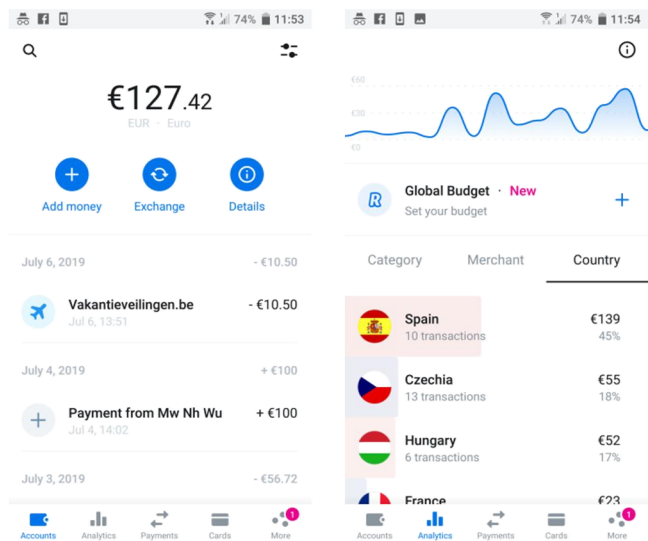 74% 11:53
€127.42
EUR · Euro
Add money
Exchange
Details
July 6, 2019 - €10.50
Vakantieveilingen.be - €10.50
Jul 6, 13:51
July 4, 2019 + €100
Payment from Mw Nh Wu + €100
Jul 4, 14:02
July 3, 2019 - €56.72
1
Accounts Analytics Payments Cards More
74% 11:54
€60
€30
€0
Global Budget · New
Set your budget
Category Merchant Country
Spain €139
10 transactions 45%
Czechia €55
13 transactions 18%
Hungary €52
6 transactions 17%
France €23
1
Accounts Analytics Payments Cards More